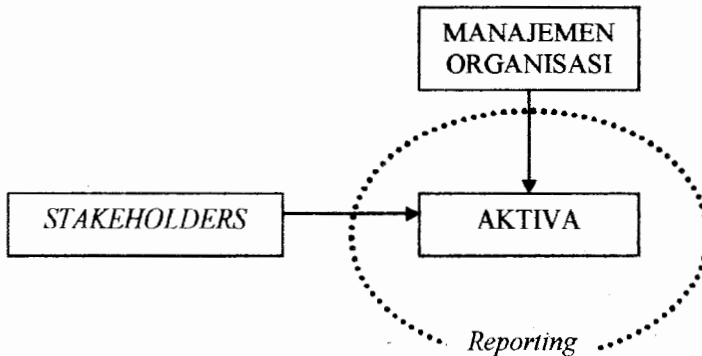 MANAJEMEN
ORGANISASI
STAKEHOLDERS
AKTIVA
Reporting